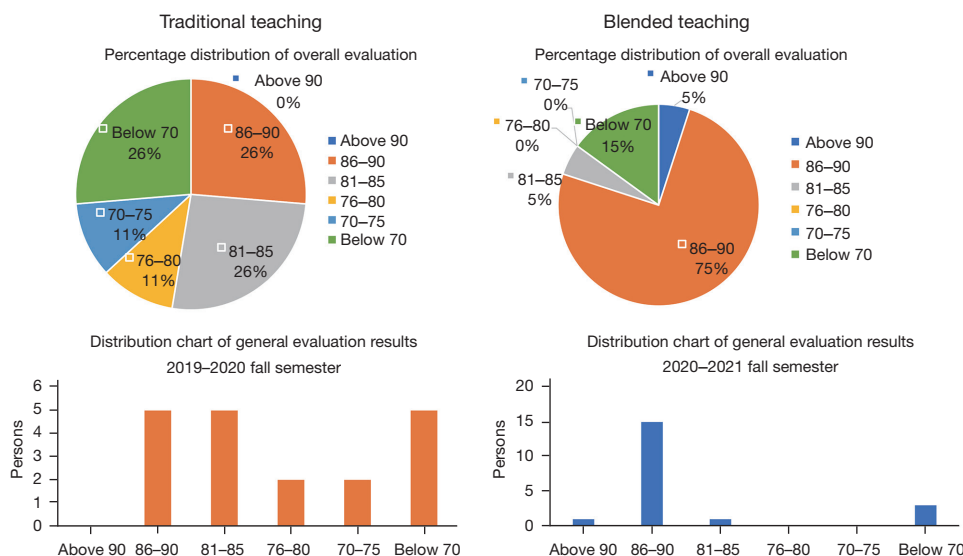 Traditional teaching
Percentage distribution of overall evaluation
Above 90
0%
86–90
26%
81–85
26%
76–80
11%
70–75
11%
Below 70
26%
Above 90
86–90
81–85
76–80
70–75
Below 70
Blended teaching
Percentage distribution of overall evaluation
Above 90
5%
70–75
0%
76–80
0%
Below 70
15%
81–85
5%
86–90
75%
Above 90
86–90
81–85
76–80
70–75
Below 70
Distribution chart of general evaluation results
2019–2020 fall semester
Persons
6
5
4
3
2
1
0
Above 90 86–90 81–85 76–80 70–75 Below 70
Distribution chart of general evaluation results
2020–2021 fall semester
Persons
20
15
10
5
0
Above 90 86–90 81–85 76–80 70–75 Below 70